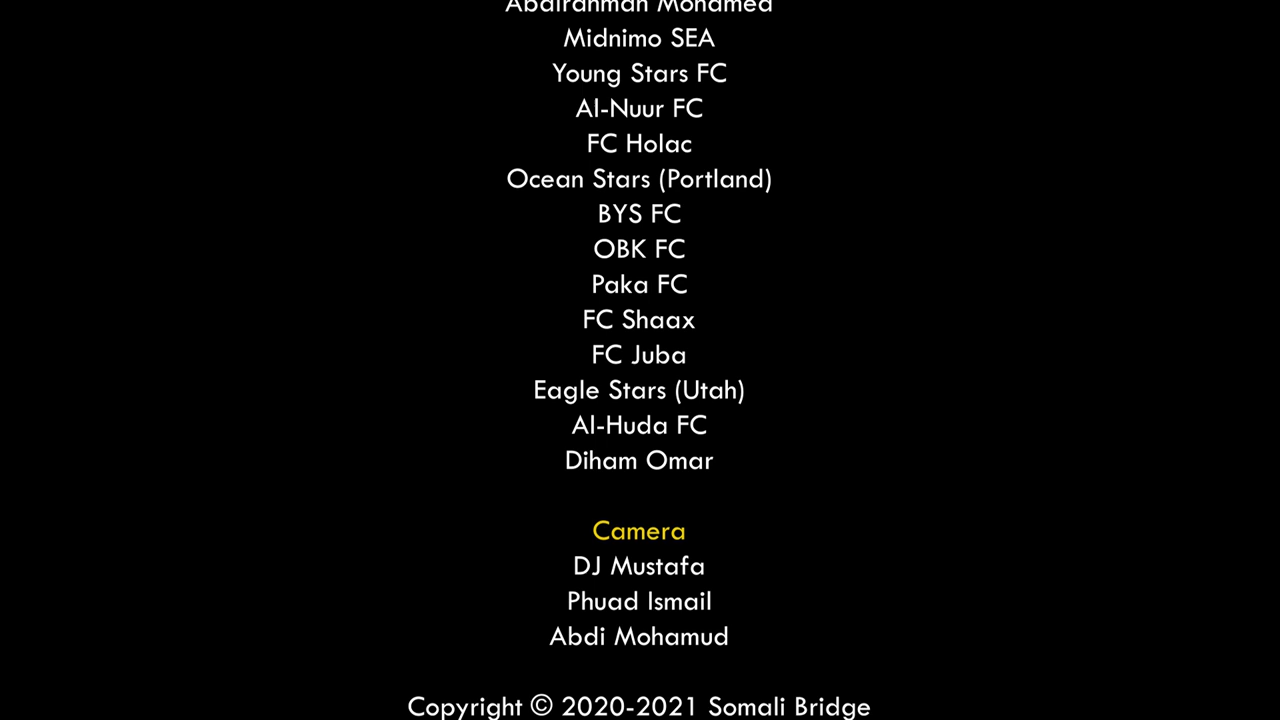 Abdirahman Mohamed
Midnimo SEA
Young Stars FC
Al-Nuur FC
FC Holac
Ocean Stars (Portland)
BYS FC
OBK FC
Paka FC
FC Shaax
FC Juba
Eagle Stars (Utah)
Al-Huda FC
Diham Omar
Camera
DJ Mustafa
Phuad Ismail
Abdi Mohamud
Copyright © 2020-2021 Somali Bridge